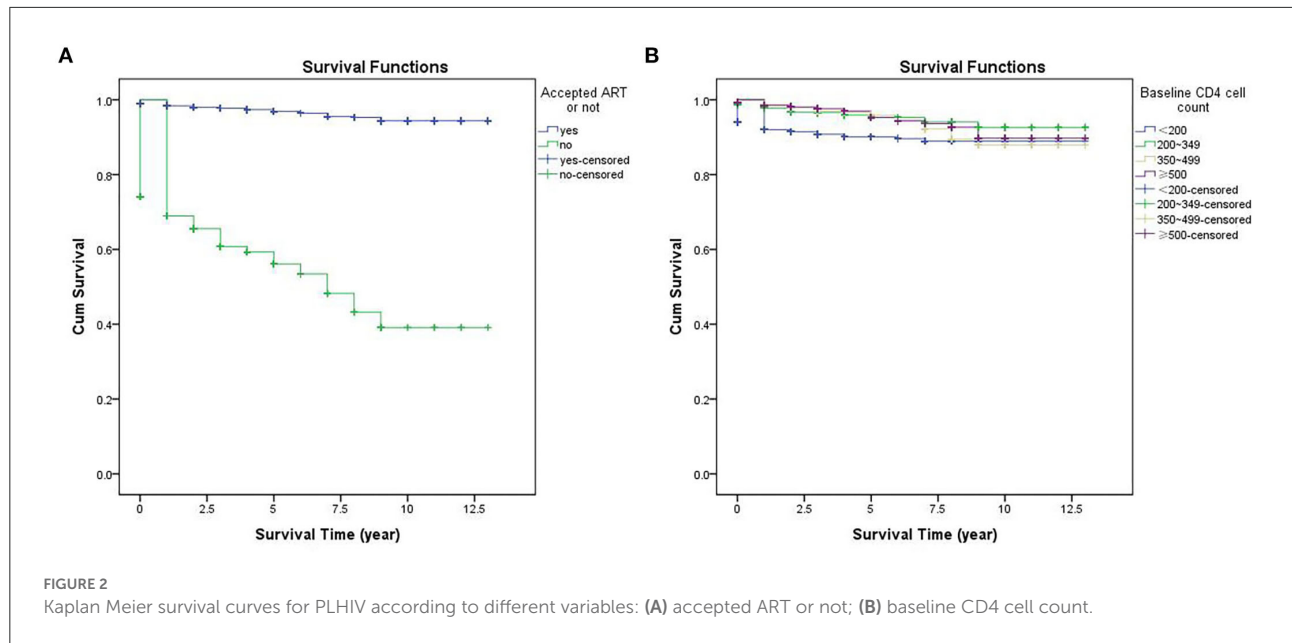 A
Survival Functions
Accepted ART
or not
yes
no
yes-censored
no-censored
1.0
0.8
0.6
0.4
0.2
0.0
Cum Survival
0
2.5
5
7.5
10
12.5
Survival Time (year)
B
Survival Functions
Baseline CD4 cell
count
<200
200~349
350~499
≥500
<200-censored
200~349-censored
350~499-censored
≥500-censored
1.0
0.8
0.6
0.4
0.2
0.0
Cum Survival
0
2.5
5
7.5
10
12.5
Survival Time (year)
FIGURE 2
Kaplan Meier survival curves for PLHIV according to different variables: (A) accepted ART or not; (B) baseline CD4 cell count.